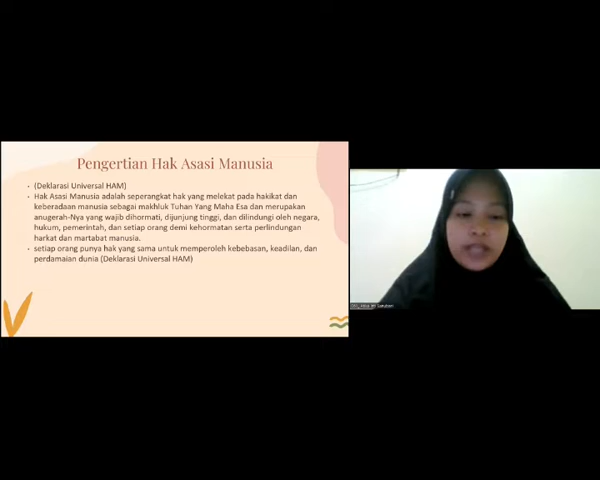 Pengertian Hak Asasi Manusia
• (Deklarasi Universal HAM)
• Hak Asasi Manusia adalah seperangkat hak yang melekat pada hakikat dan
keberadaan manusia sebagai makhluk Tuhan Yang Maha Esa dan merupakan
anugerah-Nya yang wajib dihormati, dijunjung tinggi, dan dilindungi oleh negara,
hukum, pemerintah, dan setiap orang demi kehormatan serta perlindungan
harkat dan martabat manusia.
• setiap orang punya hak yang sama untuk memperoleh kebebasan, keadilan, dan
perdamaian dunia (Deklarasi Universal HAM)